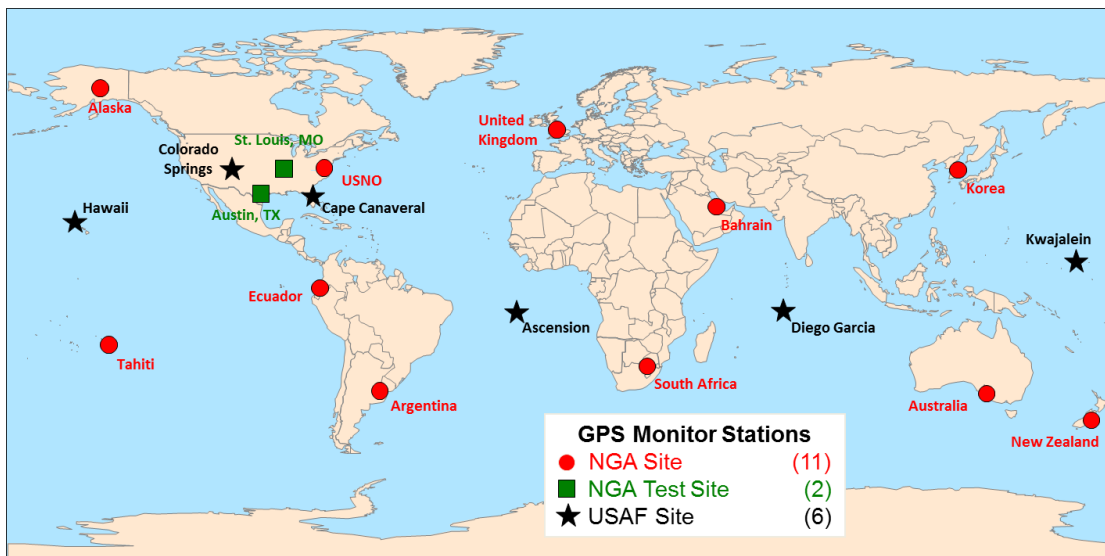 Alaska
St. Louis, MO
Colorado
Springs
USNO
Hawaii
Austin, TX
Cape Canaveral
United
Kingdom
Korea
Bahrain
Kwajalein
Ecuador
Ascension
Diego Garcia
Tahiti
South Africa
Argentina
Australia
New Zealand
GPS Monitor Stations
NGA Site (11)
NGA Test Site (2)
USAF Site (6)